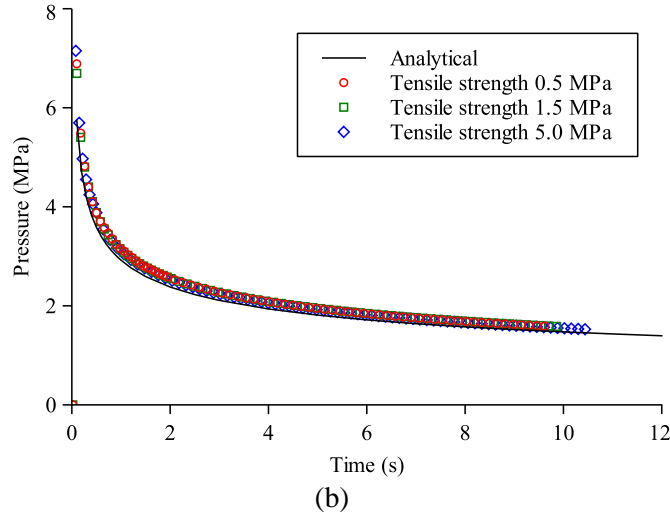 8
6
4
2
0
Pressure (MPa)
Analytical
Tensile strength 0.5 MPa
Tensile strength 1.5 MPa
Tensile strength 5.0 MPa
0 2 4 6 8 10 12
Time (s)
(b)